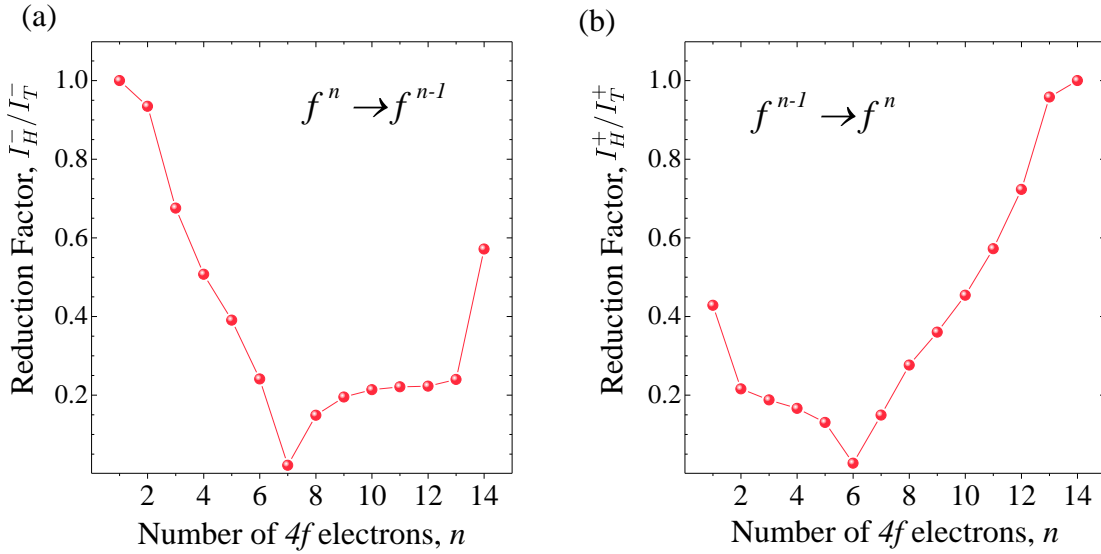 (a)
Reduction Factor, I_H^-/I_T^-
1.0
0.8
0.6
0.4
0.2
f^n → f^{n-1}
2 4 6 8 10 12 14
Number of 4f electrons, n
(b)
Reduction Factor, I_H^+/I_T^+
1.0
0.8
0.6
0.4
0.2
f^{n-1} → f^n
2 4 6 8 10 12 14
Number of 4f electrons, n